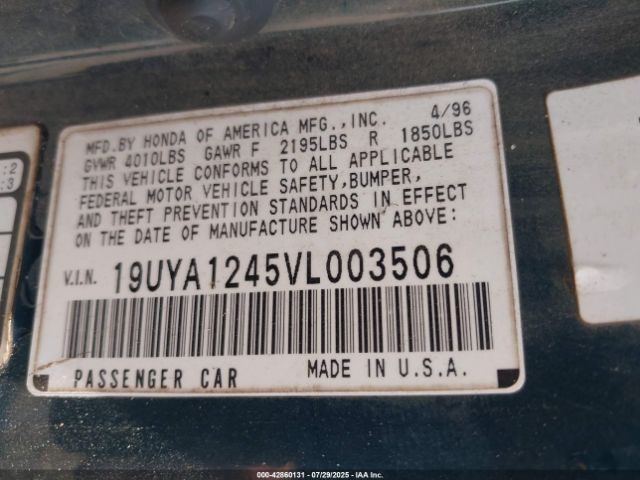 4/96
MFD.BY HONDA OF AMERICA MFG.,INC.
GVWR 4010LBS GAWR F 2195LBS R 1850LBS
THIS VEHICLE CONFORMS TO ALL APPLICABLE
FEDERAL MOTOR VEHICLE SAFETY,BUMPER,
AND THEFT PREVENTION STANDARDS IN EFFECT
ON THE DATE OF MANUFACTURE SHOWN ABOVE:
V.I.N. 19UYA1245VL003506
PASSENGER CAR MADE IN U.S.A.
:2
:3
000-42860131 - 07/29/2025 - IAA Inc.